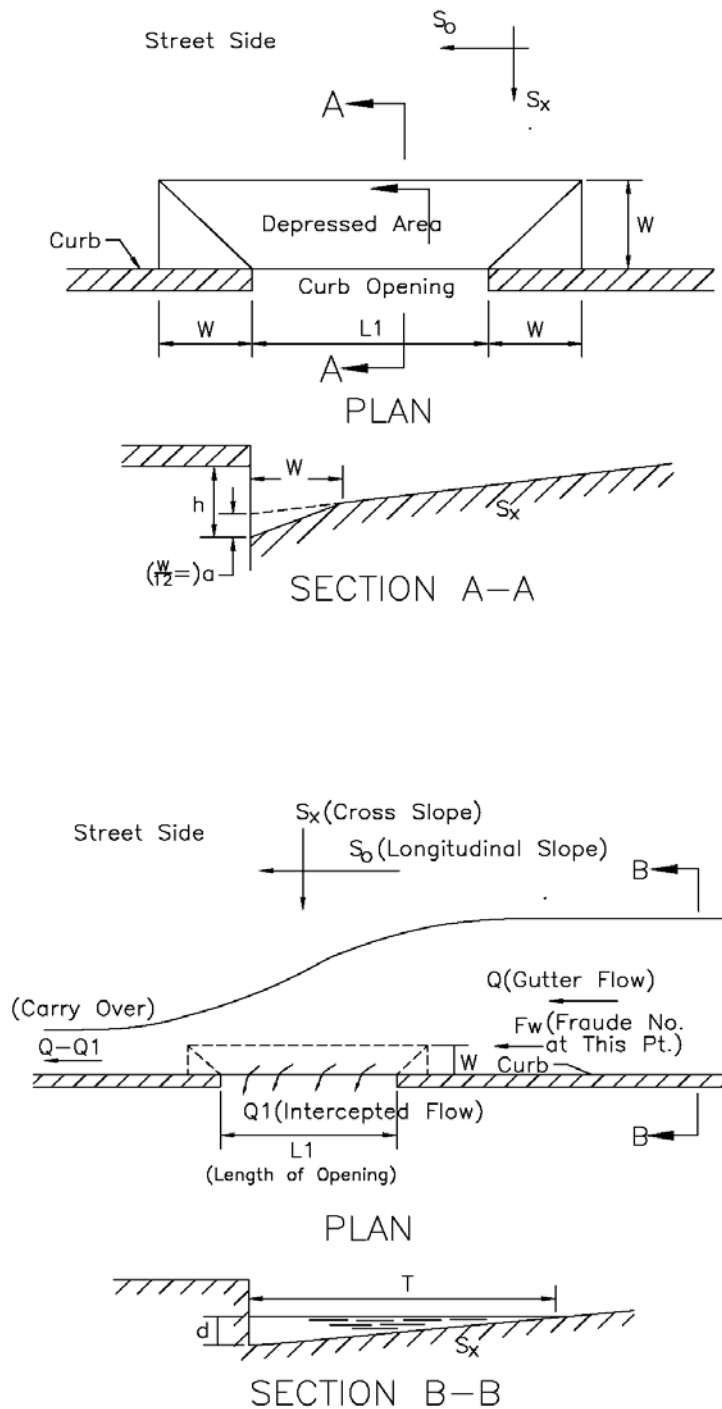 Street Side
So
Sx
A
Depressed Area
W
Curb
Curb Opening
W
L1
W
A
PLAN
W
h
Sx
(W/12=)a
SECTION A-A
Sx(Cross Slope)
Street Side
So(Longitudinal Slope)
B
Q(Gutter Flow)
(Carry Over)
Fw(Fraude No.
at This Pt.)
Q-Q1
W
Curb
Q1(Intercepted Flow)
B
L1
(Length of Opening)
PLAN
T
d
Sx
SECTION B-B